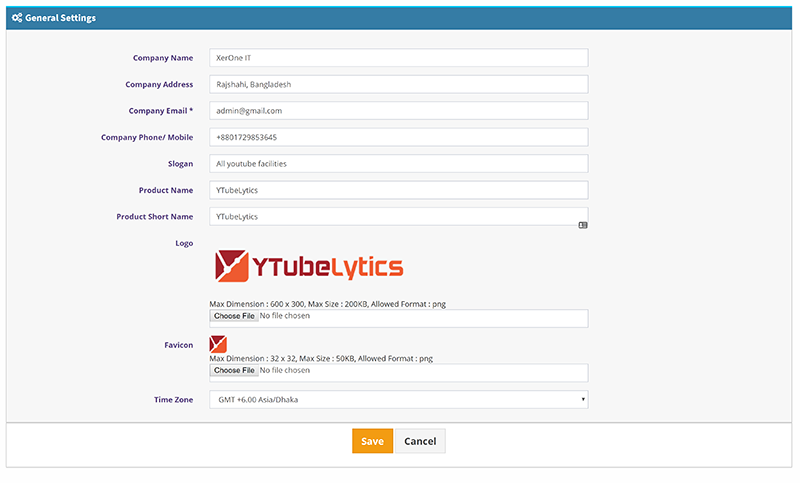 General Settings
Company Name XerOne IT
Company Address Rajshahi, Bangladesh
Company Email * admin@gmail.com
Company Phone/ Mobile +8801729853645
Slogan All youtube facilities
Product Name YTubeLytics
Product Short Name YTubeLytics
Logo
YTubeLytics
Max Dimension : 600 x 300, Max Size : 200KB, Allowed Format : png
Choose File No file chosen
Favicon
Max Dimension : 32 x 32, Max Size : 50KB, Allowed Format : png
Choose File No file chosen
Time Zone GMT +6.00 Asia/Dhaka
Save Cancel